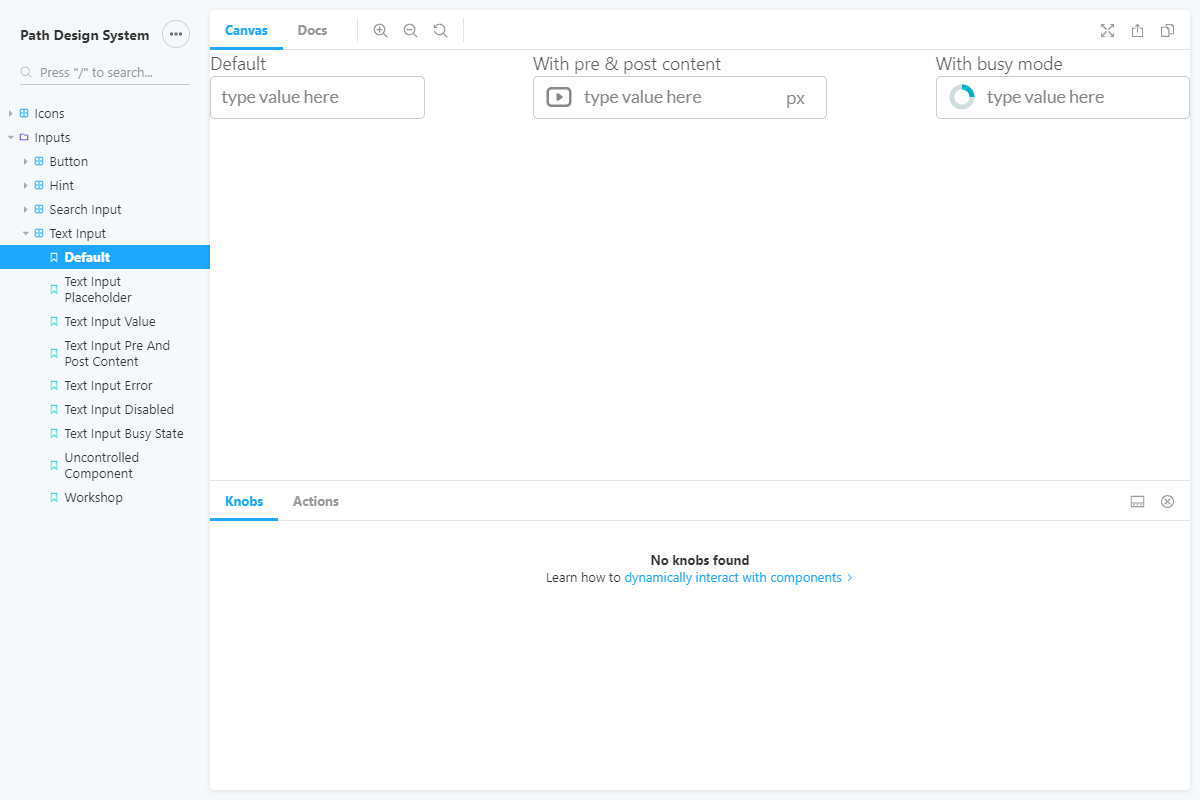 Path Design System
Press "/" to search...
Icons
Inputs
Button
Hint
Search Input
Text Input
Default
Text Input
Placeholder
Text Input Value
Text Input Pre And
Post Content
Text Input Error
Text Input Disabled
Text Input Busy State
Uncontrolled
Component
Workshop
Canvas
Docs
Default
type value here
With pre & post content
type value here
px
With busy mode
type value here
Knobs
Actions
No knobs found
Learn how to dynamically interact with components